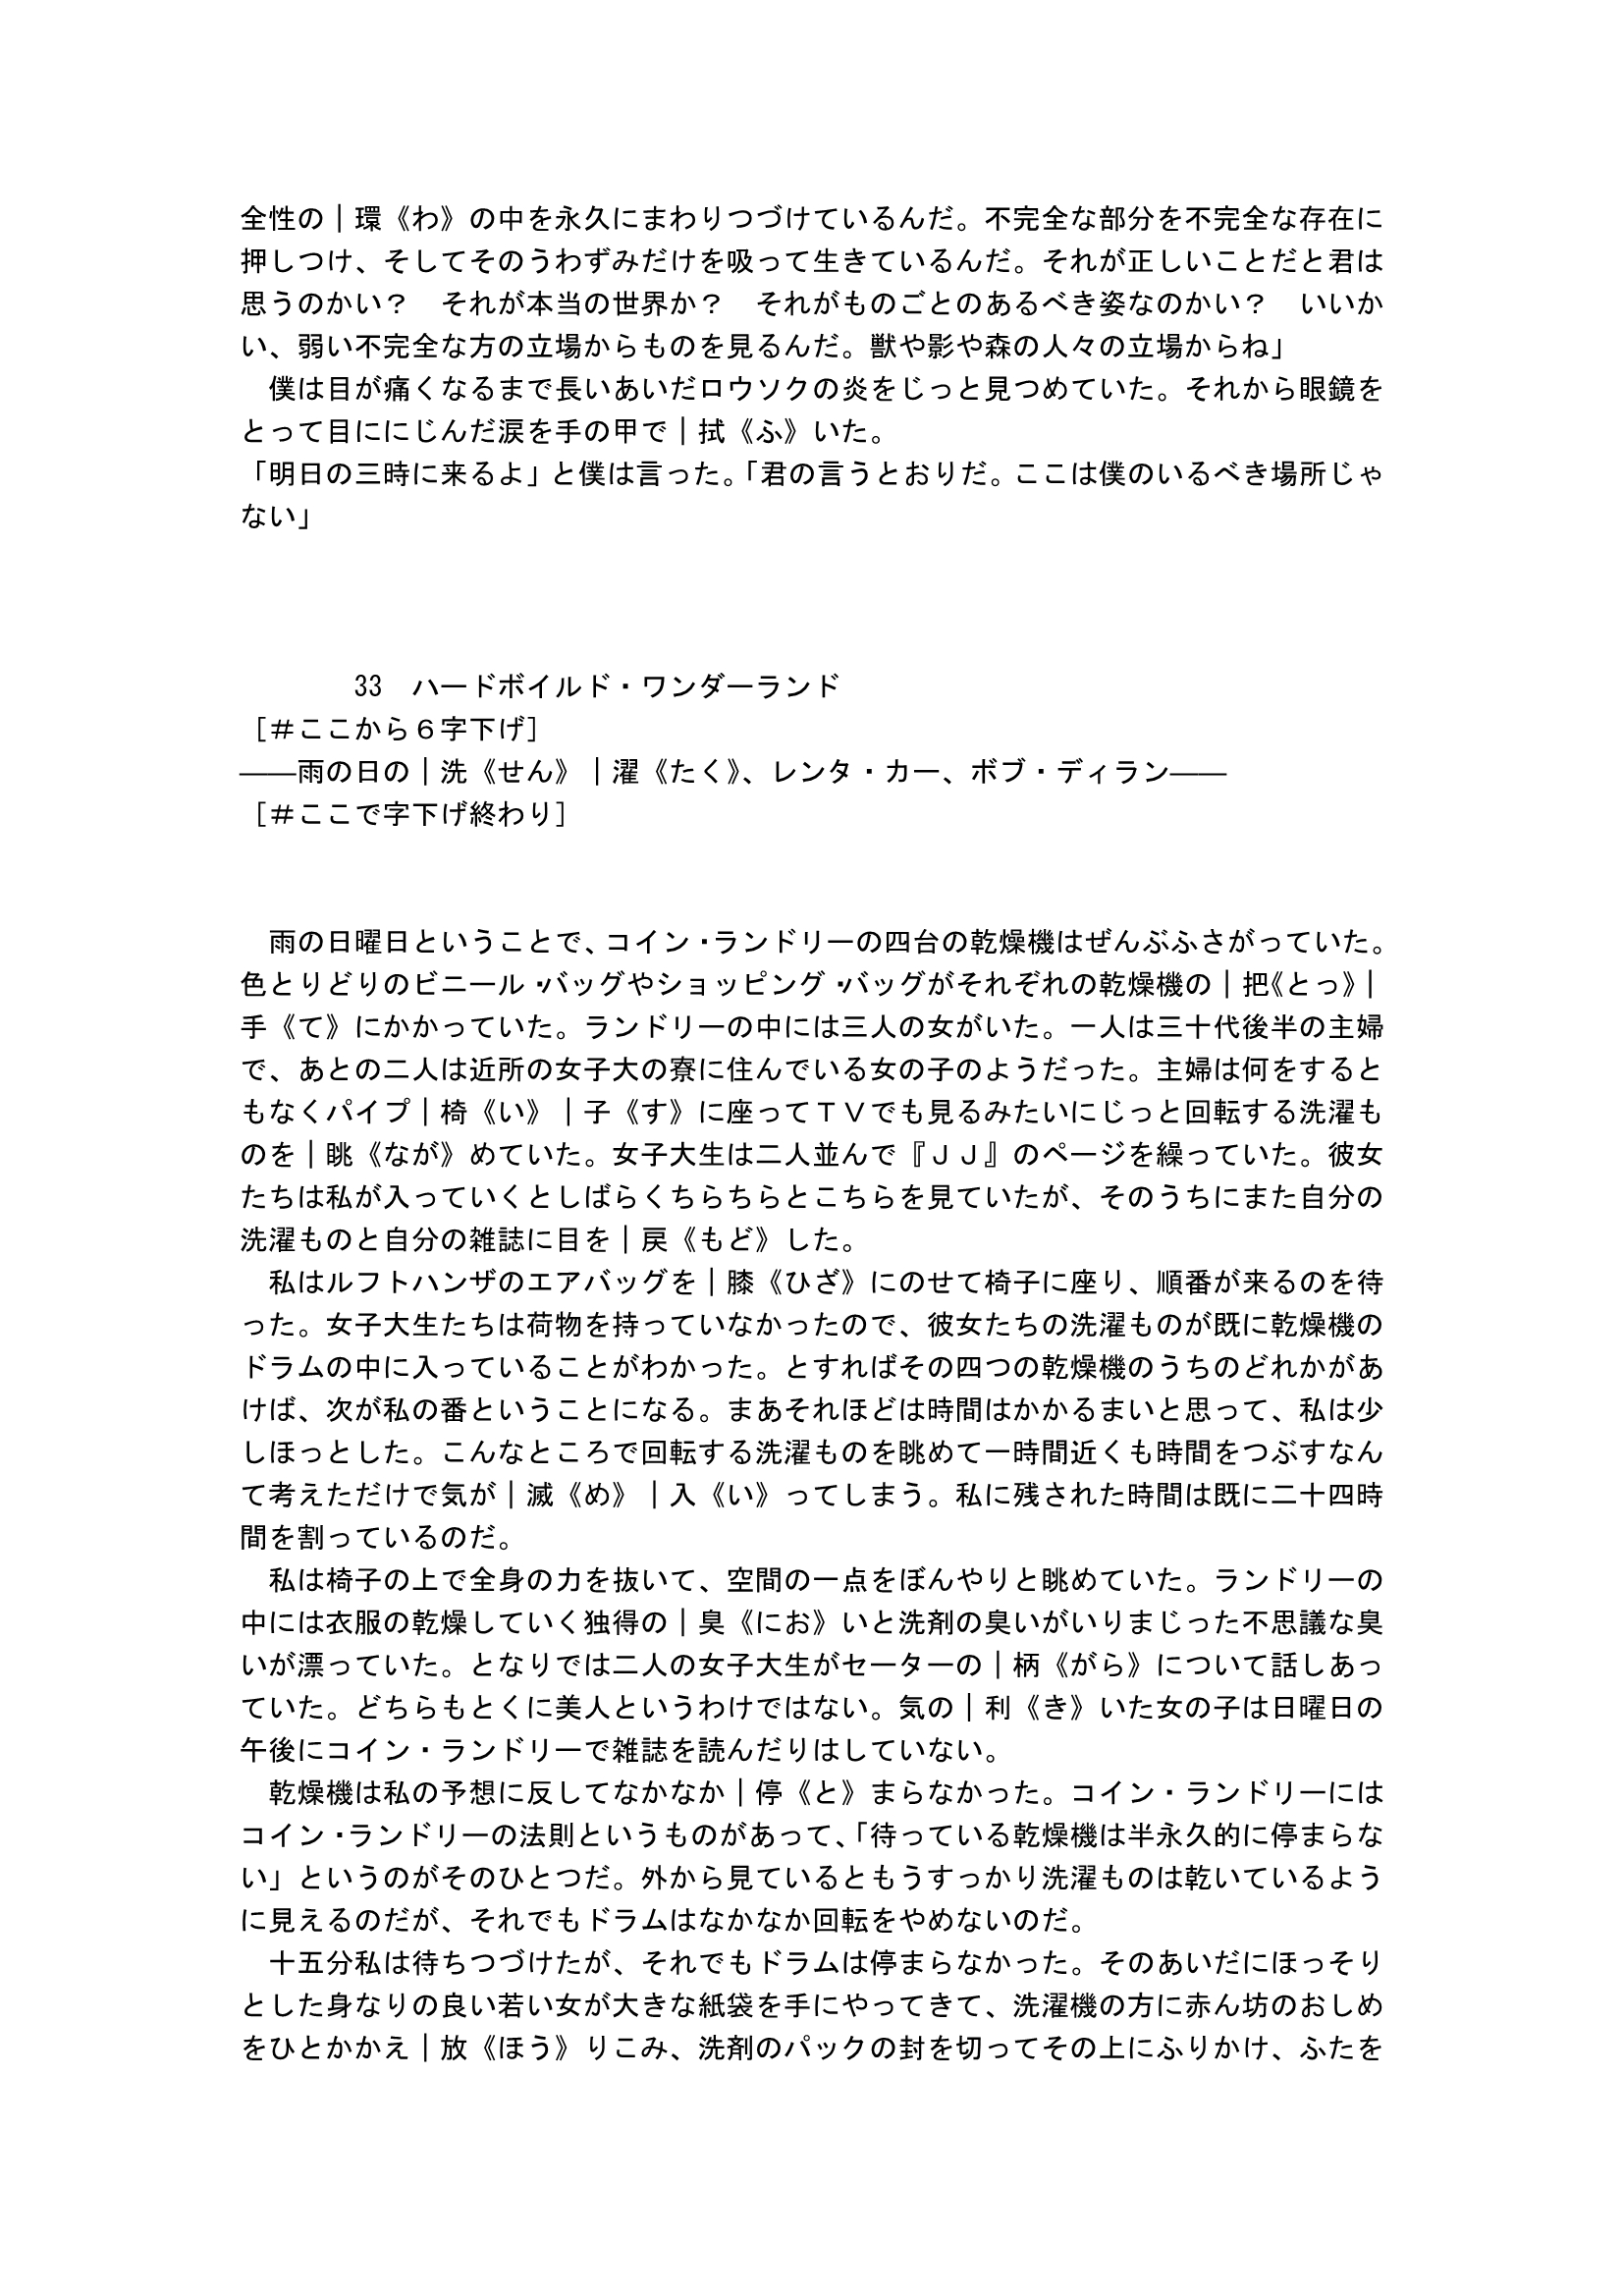 全性の｜環《わ》の中を永久にまわりつづけているんだ。不完全な部分を不完全な存在に
押しつけ、そしてそのうわずみだけを吸って生きているんだ。それが正しいことだと君は
思うのかい？　それが本当の世界か？　それがものごとのあるべき姿なのかい？　いいか
い、弱い不完全な方の立場からものを見るんだ。獣や影や森の人々の立場からね」
　僕は目が痛くなるまで長いあいだロウソクの炎をじっと見つめていた。それから眼鏡を
とって目ににじんだ涙を手の甲で｜拭《ふ》いた。
「明日の三時に来るよ」と僕は言った。「君の言うとおりだ。ここは僕のいるべき場所じゃ
ない」
33　ハードボイルド・ワンダーランド
［＃ここから６字下げ］
――雨の日の｜洗《せん》｜濯《たく》、レンタ・カー、ボブ・ディラン――
［＃ここで字下げ終わり］
　雨の日曜日ということで、コイン・ランドリーの四台の乾燥機はぜんぶふさがっていた。
色とりどりのビニール・バッグやショッピング・バッグがそれぞれの乾燥機の｜把《とっ》｜
手《て》にかかっていた。ランドリーの中には三人の女がいた。一人は三十代後半の主婦
で、あとの二人は近所の女子大の寮に住んでいる女の子のようだった。主婦は何をすると
もなくパイプ｜椅《い》｜子《す》に座ってＴＶでも見るみたいにじっと回転する洗濯も
のを｜眺《なが》めていた。女子大生は二人並んで『ＪＪ』のページを繰っていた。彼女
たちは私が入っていくとしばらくちらちらとこちらを見ていたが、そのうちにまた自分の
洗濯ものと自分の雑誌に目を｜戻《もど》した。
　私はルフトハンザのエアバッグを｜膝《ひざ》にのせて椅子に座り、順番が来るのを待
った。女子大生たちは荷物を持っていなかったので、彼女たちの洗濯ものが既に乾燥機の
ドラムの中に入っていることがわかった。とすればその四つの乾燥機のうちのどれかがあ
けば、次が私の番ということになる。まあそれほどは時間はかかるまいと思って、私は少
しほっとした。こんなところで回転する洗濯ものを眺めて一時間近くも時間をつぶすなん
て考えただけで気が｜滅《め》｜入《い》ってしまう。私に残された時間は既に二十四時
間を割っているのだ。
　私は椅子の上で全身の力を抜いて、空間の一点をぼんやりと眺めていた。ランドリーの
中には衣服の乾燥していく独得の｜臭《にお》いと洗剤の臭いがいりまじった不思議な臭
いが漂っていた。となりでは二人の女子大生がセーターの｜柄《がら》について話しあっ
ていた。どちらもとくに美人というわけではない。気の｜利《き》いた女の子は日曜日の
午後にコイン・ランドリーで雑誌を読んだりはしていない。
　乾燥機は私の予想に反してなかなか｜停《と》まらなかった。コイン・ランドリーには
コイン・ランドリーの法則というものがあって、「待っている乾燥機は半永久的に停まらな
い」というのがそのひとつだ。外から見ているともうすっかり洗濯ものは乾いているよう
に見えるのだが、それでもドラムはなかなか回転をやめないのだ。
　十五分私は待ちつづけたが、それでもドラムは停まらなかった。そのあいだにほっそり
とした身なりの良い若い女が大きな紙袋を手にやってきて、洗濯機の方に赤ん坊のおしめ
をひとかかえ｜放《ほう》りこみ、洗剤のパックの封を切ってその上にふりかけ、ふたを